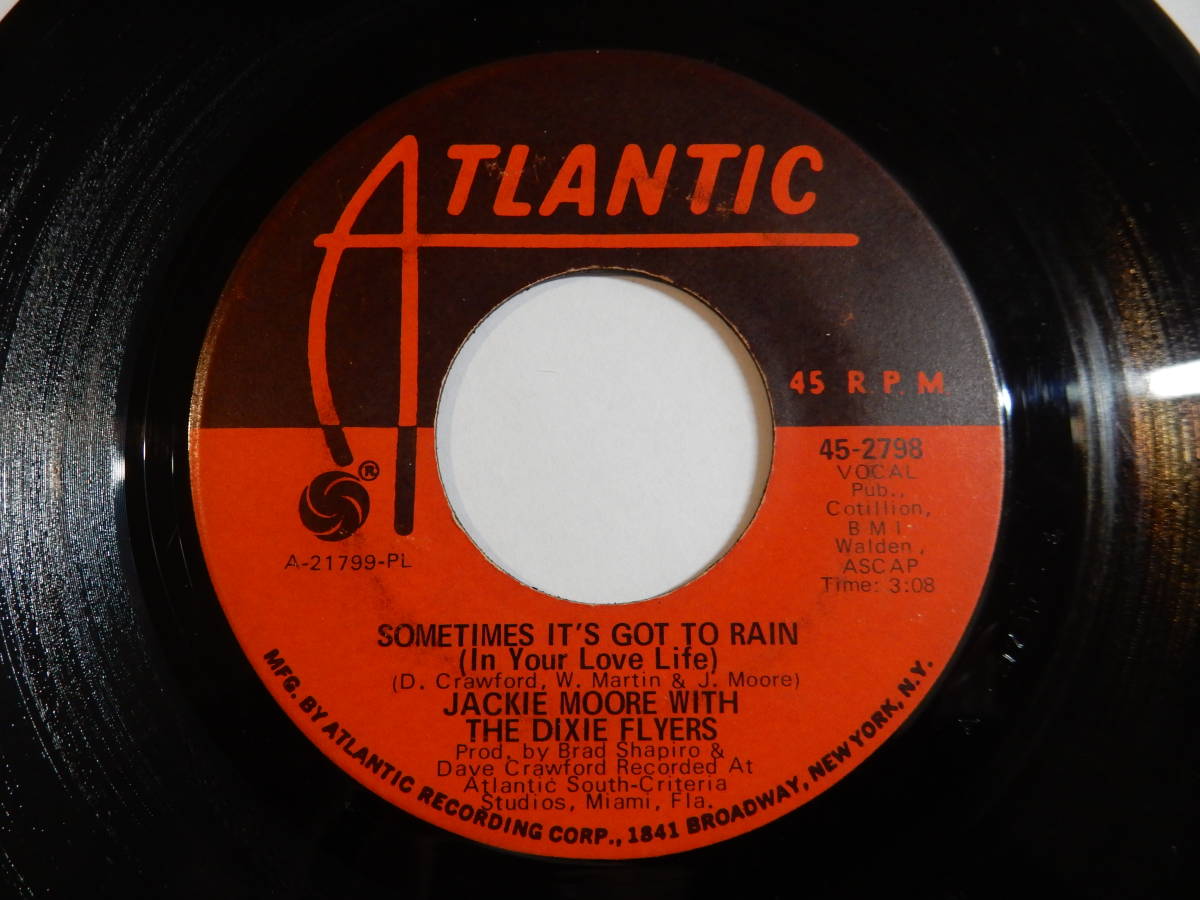 ATLANTIC
45 R.P.M
45-2798
VOCAL
Pub.,
Cotillion,
BMI
Walden,
ASCAP
Time: 3:08
®
A-21799-PL
SOMETIMES IT'S GOT TO RAIN
(In Your Love Life)
(D. Crawford, W. Martin & J. Moore)
JACKIE MOORE WITH
THE DIXIE FLYERS
Prod. by Brad Shapiro &
Dave Crawford Recorded At
Atlantic South-Criteria
Studios, Miami, Fla.
MFG. BY ATLANTIC RECORDING CORP., 1841 BROADWAY, NEW YORK, N.Y.